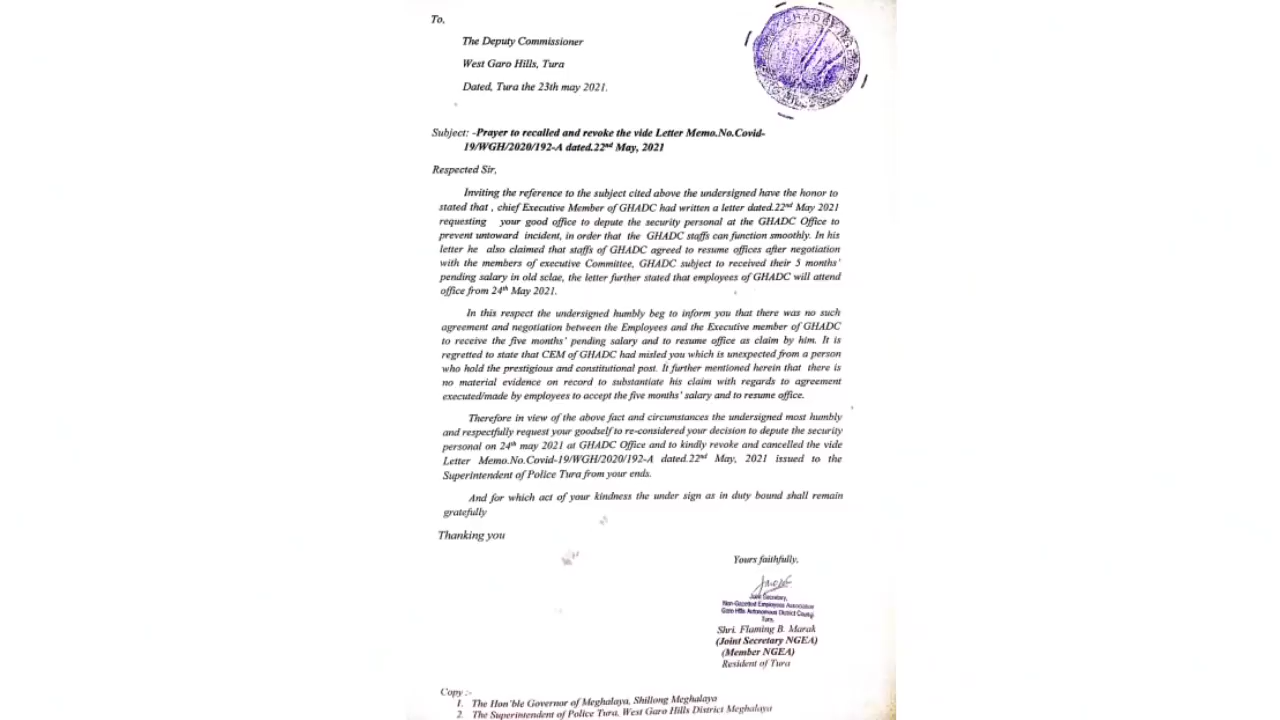 To,
The Deputy Commissioner
West Garo Hills, Tura
Dated, Tura the 23th may 2021.
GHADC
Subject: -Prayer to recalled and revoke the vide Letter Memo.No.Covid-
19/WGH/2020/192-A dated.22nd May, 2021
Respected Sir,
Inviting the reference to the subject cited above the undersigned have the honor to
stated that , chief Executive Member of GHADC had written a letter dated.22nd May 2021
requesting your good office to depute the security personal at the GHADC Office to
prevent untoward incident, in order that the GHADC staffs can function smoothly. In his
letter he also claimed that staffs of GHADC agreed to resume offices after negotiation
with the members of executive Committee, GHADC subject to received their 5 months'
pending salary in old sclae, the letter further stated that employees of GHADC will attend
office from 24th May 2021.
In this respect the undersigned humbly beg to inform you that there was no such
agreement and negotiation between the Employees and the Executive member of GHADC
to receive the five months' pending salary and to resume office as claim by him. It is
regretted to state that CEM of GHADC had misled you which is unexpected from a person
who hold the prestigious and constitutional post. It further mentioned herein that there is
no material evidence on record to substantiate his claim with regards to agreement
executed/made by employees to accept the five months' salary and to resume office.
Therefore in view of the above fact and circumstances the undersigned most humbly
and respectfully request your goodself to re-considered your decision to depute the security
personal on 24th may 2021 at GHADC Office and to kindly revoke and cancelled the vide
Letter Memo.No.Covid-19/WGH/2020/192-A dated.22nd May, 2021 issued to the
Superintendent of Police Tura from your ends.
And for which act of your kindness the under sign as in duty bound shall remain
gratefully
Thanking you
Yours faithfully,
Joint Secretary,
Non-Gazetted Employees Association
Garo Hills Autonomous District Council
Tura.
Shri. Flaming B. Marak
(Joint Secretary NGEA)
(Member NGEA)
Resident of Tura
Copy :-
1. The Hon'ble Governor of Meghalaya, Shillong Meghalaya
2. The Superintendent of Police Tura, West Garo Hills District Meghalaya